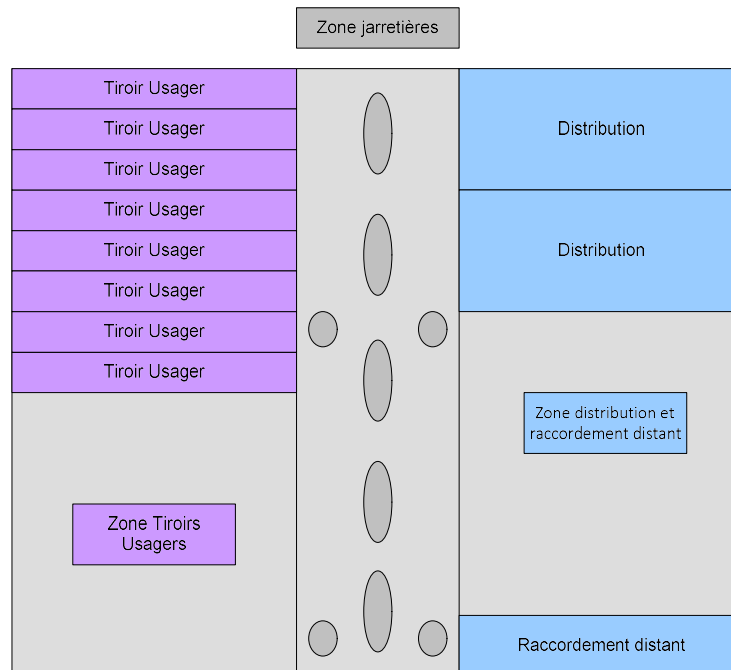 Zone jarretières
Tiroir Usager
Tiroir Usager
Tiroir Usager
Tiroir Usager
Tiroir Usager
Tiroir Usager
Tiroir Usager
Tiroir Usager
Zone Tiroirs
Usagers
Distribution
Distribution
Zone distribution et
raccordement distant
Raccordement distant